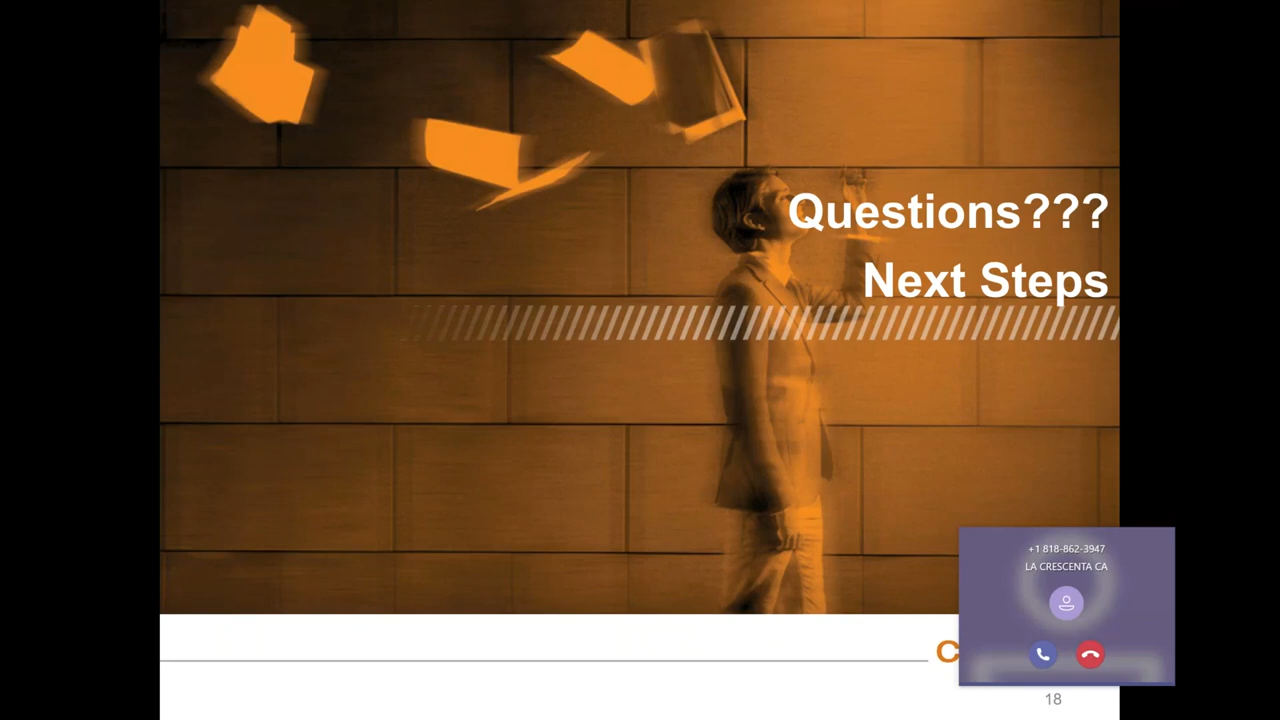 Questions???
Next Steps
+1 818-862-3947
LA CRESCENTA CA
C
18